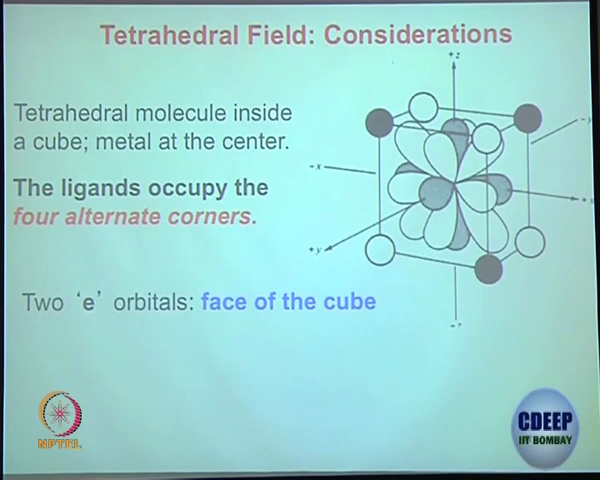 Tetrahedral Field: Considerations
+z
Tetrahedral molecule inside
a cube; metal at the center.
-x
The ligands occupy the
four alternate corners.
+y
Two ‘e’ orbitals: face of the cube
NPTEL
CDEEP
IIT BOMBAY